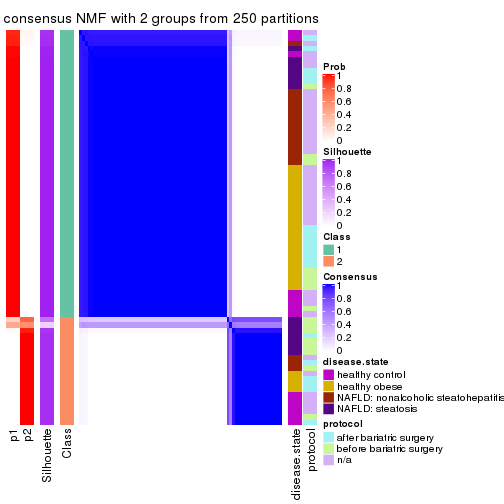 consensus NMF with 2 groups from 250 partitions
Prob
1
0.8
0.6
0.4
0.2
0
Silhouette
1
0.8
0.6
0.4
0.2
0
Class
1
2
Consensus
1
0.8
0.6
0.4
0.2
0
disease.state
healthy control
healthy obese
NAFLD: nonalcoholic steatohepatitis
NAFLD: steatosis
protocol
after bariatric surgery
before bariatric surgery
n/a
p1
p2
Silhouette
Class
disease.state
protocol